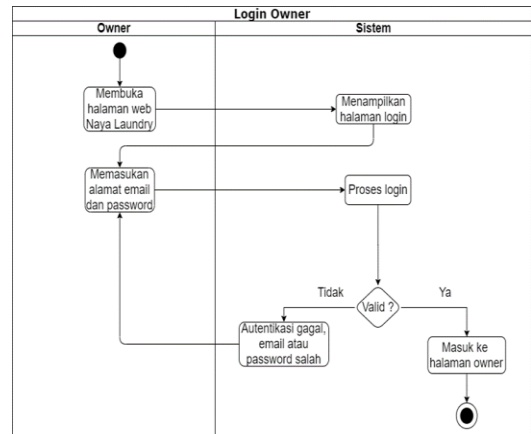 Login Owner
Owner
Sistem
Membuka
halaman web
Naya Laundry
Menampilkan
halaman login
Memasukan
alamat email
dan password
Proses login
Tidak
Valid ?
Ya
Autentikasi gagal,
email atau
password salah
Masuk ke
halaman owner